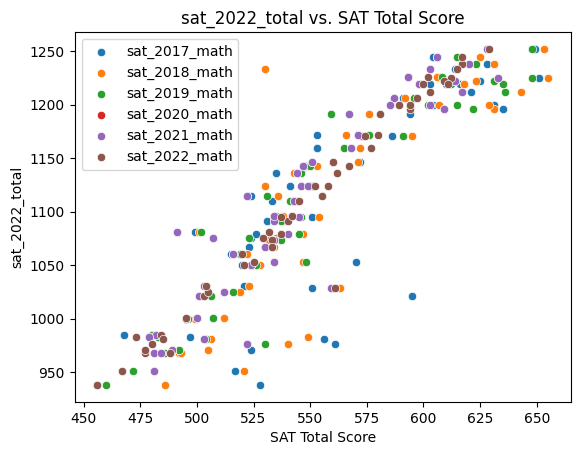 sat_2022_total vs. SAT Total Score
sat_2017_math
sat_2018_math
sat_2019_math
sat_2020_math
sat_2021_math
sat_2022_math
sat_2022_total
1250
1200
1150
1100
1050
1000
950
450 475 500 525 550 575 600 625 650
SAT Total Score